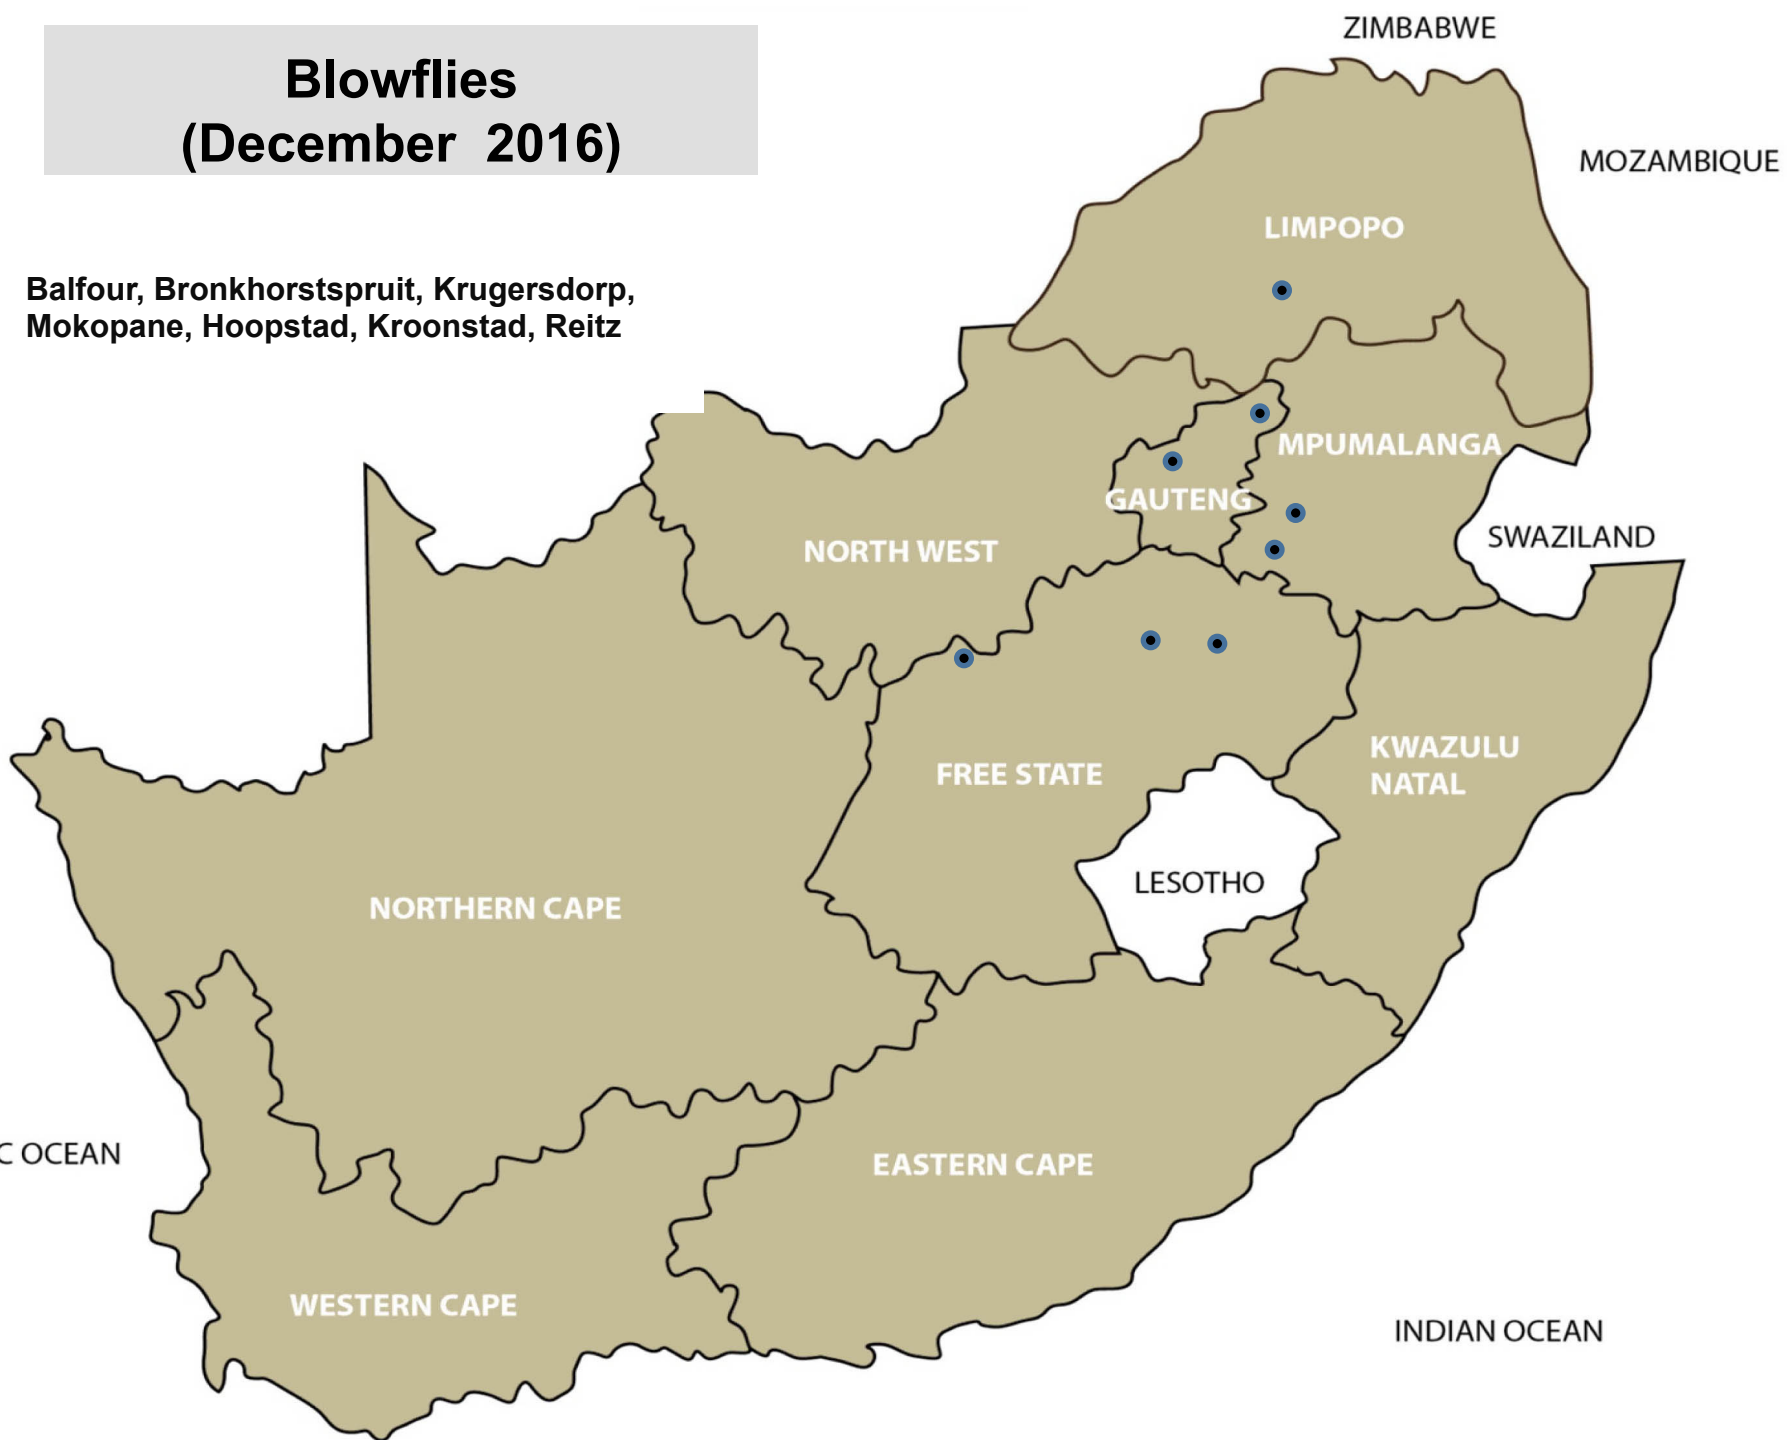 Blowflies
(December 2016)
Balfour, Bronkhorstspruit, Krugersdorp,
Mokopane, Hoopstad, Kroonstad, Reitz
ZIMBABWE
MOZAMBIQUE
LIMPOPO
MPUMALANGA
GAUTENG
SWAZILAND
NORTH WEST
KWAZULU
NATAL
FREE STATE
LESOTHO
NORTHERN CAPE
C OCEAN
EASTERN CAPE
WESTERN CAPE
INDIAN OCEAN